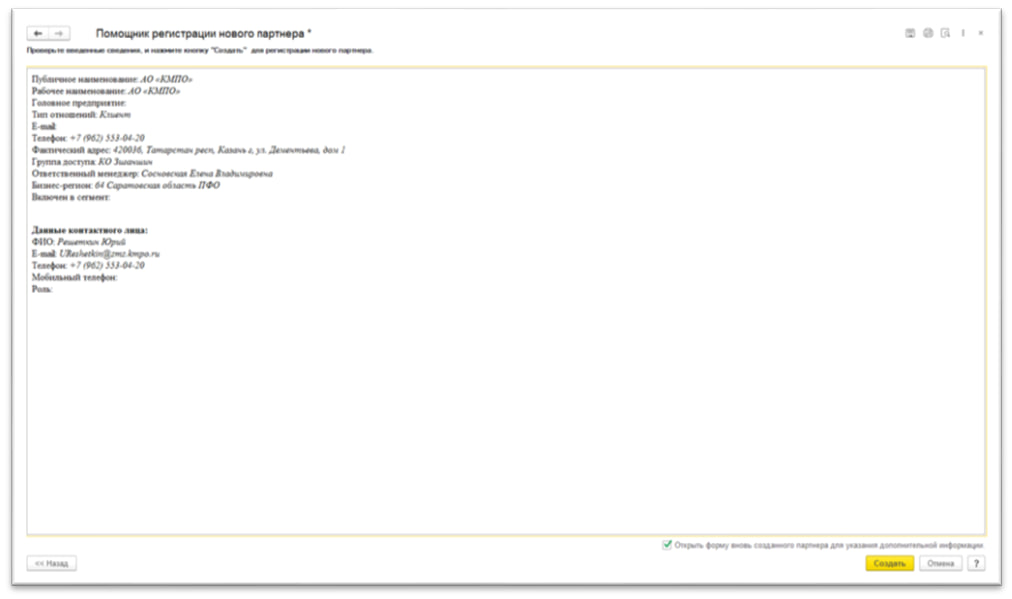 Помощник регистрации нового партнера *
Проверьте введенные сведения, и нажмите кнопку "Создать" для регистрации нового партнера.
Публичное наименование: АО «КМПО»
Рабочее наименование: АО «КМПО»
Головное предприятие:
Тип отношений: Клиент
E-mail:
Телефон: +7 (962) 553-04-20
Фактический адрес: 420036, Татарстан респ, Казань г, ул. Дементьева, дом 1
Группа доступа: КО Зиганшин
Ответственный менеджер: Сосновская Елена Владимировна
Бизнес-регион: 64 Саратовская область ПФО
Включен в сегмент:
Данные контактного лица:
ФИО: Решеткин Юрий
E-mail: UReshetkin@zmz.kmpo.ru
Телефон: +7 (962) 553-04-20
Мобильный телефон:
Роль:
Открыть форму вновь созданного партнера для указания дополнительной информации.
<< Назад
Создать
Отмена
?